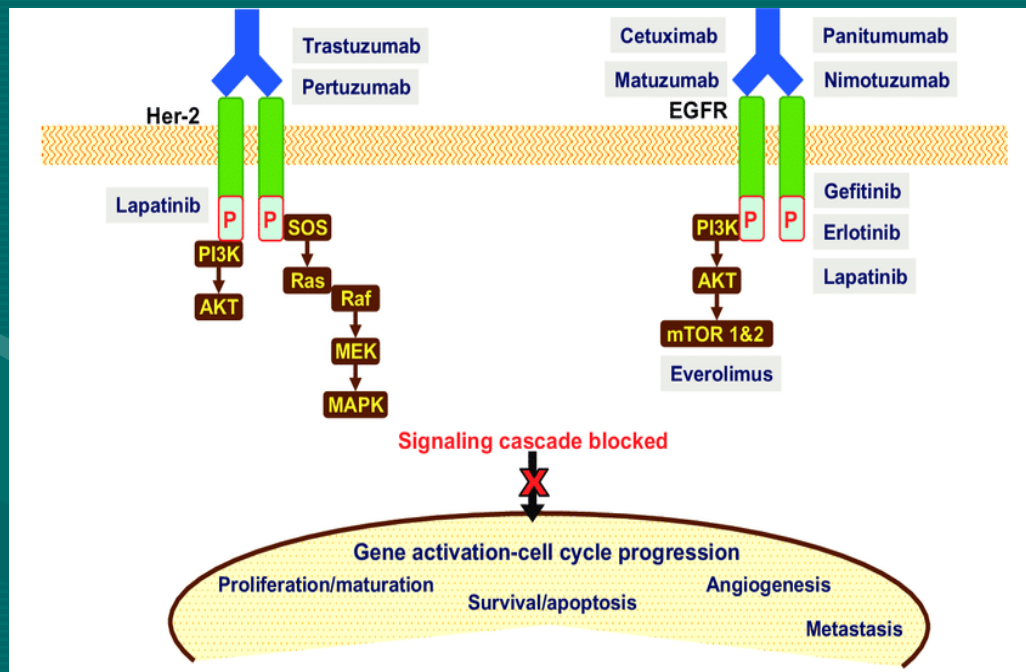 Trastuzumab
Pertuzumab
Her-2
Lapatinib
P
P
SOS
PI3K
Ras
AKT
Raf
MEK
MAPK
Cetuximab
Panitumumab
Matuzumab
Nimotuzumab
EGFR
P
P
Gefitinib
PI3K
Erlotinib
AKT
Lapatinib
mTOR 1&2
Everolimus
Signaling cascade blocked
X
Gene activation-cell cycle progression
Proliferation/maturation
Angiogenesis
Survival/apoptosis
Metastasis